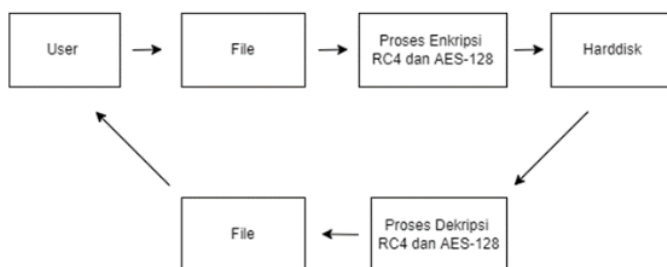 User
File
Proses Enkripsi
RC4 dan AES-128
Harddisk
File
Proses Dekripsi
RC4 dan AES-128